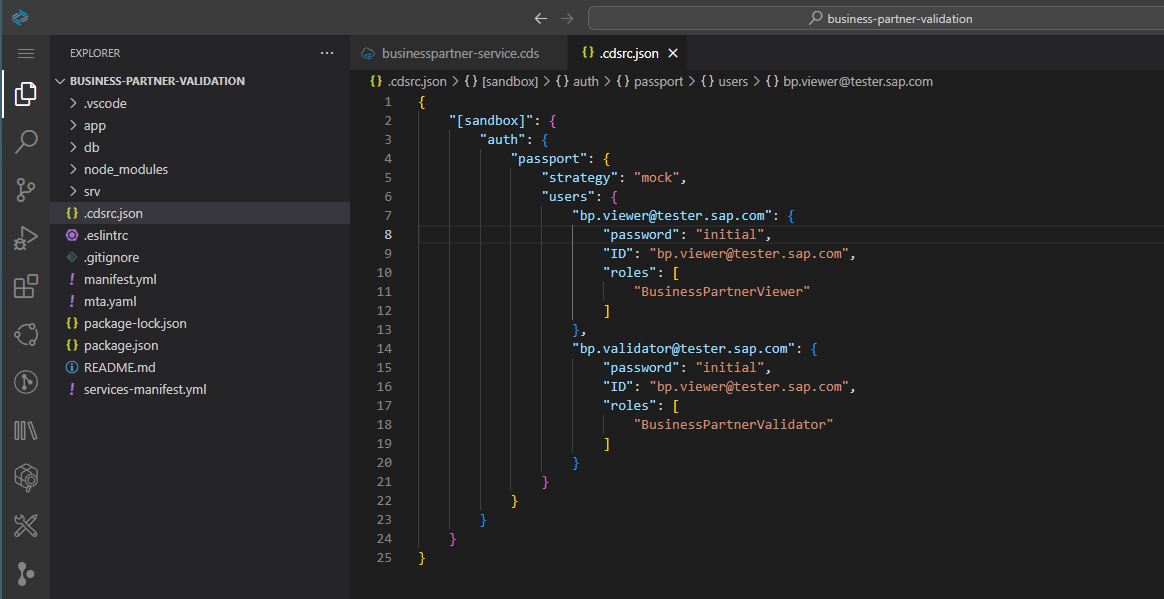 business-partner-validation
EXPLORER
BUSINESS-PARTNER-VALIDATION
.vscode
app
db
node_modules
srv
.cdsrc.json
.eslintrc
.gitignore
manifest.yml
mta.yaml
package-lock.json
package.json
README.md
services-manifest.yml
businesspartner-service.cds
{} .cdsrc.json
{} .cdsrc.json > {} [sandbox] > {} auth > {} passport > {} users > {} bp.viewer@tester.sap.com
1 {
2 "[sandbox]": {
3 "auth": {
4 "passport": {
5 "strategy": "mock",
6 "users": {
7 "bp.viewer@tester.sap.com": {
8 "password": "initial",
9 "ID": "bp.viewer@tester.sap.com",
10 "roles": [
11 "BusinessPartnerViewer"
12 ]
13 },
14 "bp.validator@tester.sap.com": {
15 "password": "initial",
16 "ID": "bp.viewer@tester.sap.com",
17 "roles": [
18 "BusinessPartnerValidator"
19 ]
20 }
21 }
22 }
23 }
24 }
25 }